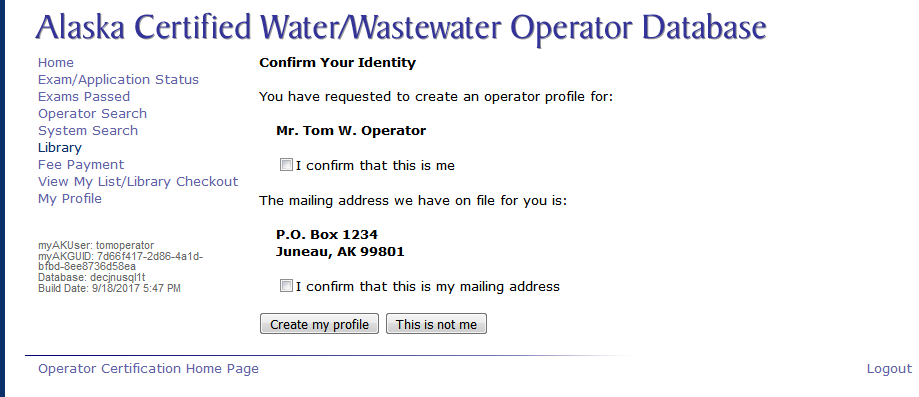 Alaska Certified Water/Wastewater Operator Database
Home
Exam/Application Status
Exams Passed
Operator Search
System Search
Library
Fee Payment
View My List/Library Checkout
My Profile
myAKUser: tomoperator
myAKGUID: 7d66f417-2d86-4a1d-
bfbd-8ee8736d58ea
Database: decjnusql1t
Build Date: 9/18/2017 5:47 PM
Confirm Your Identity
You have requested to create an operator profile for:
Mr. Tom W. Operator
I confirm that this is me
The mailing address we have on file for you is:
P.O. Box 1234
Juneau, AK 99801
I confirm that this is my mailing address
Create my profile This is not me
Operator Certification Home Page Logout